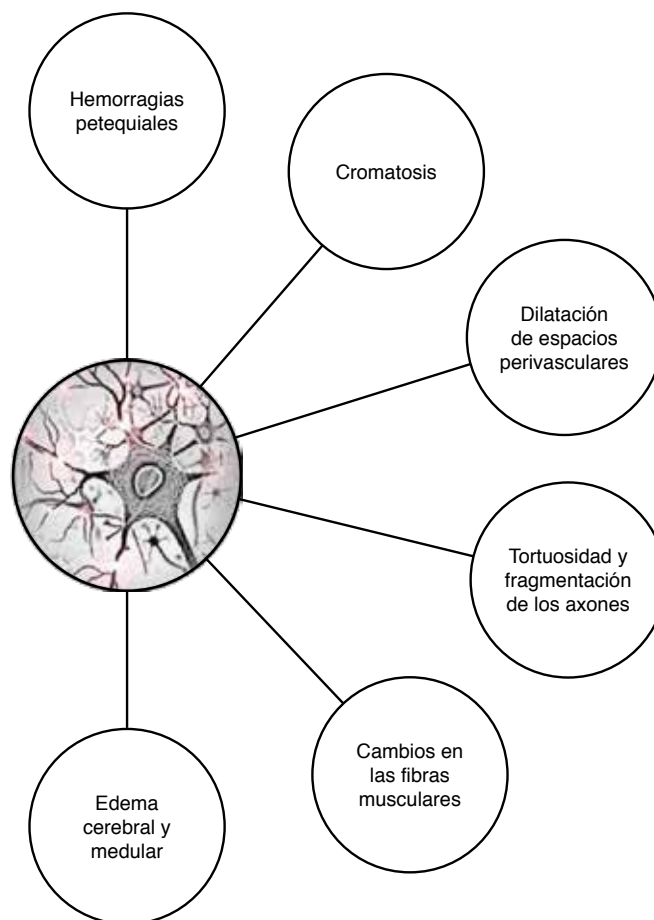 Hemorragias
petequiales
Cromatosis
Dilatación
de espacios
perivasculares
Tortuosidad y
fragmentación
de los axones
Cambios en
las fibras
musculares
Edema
cerebral y
medular